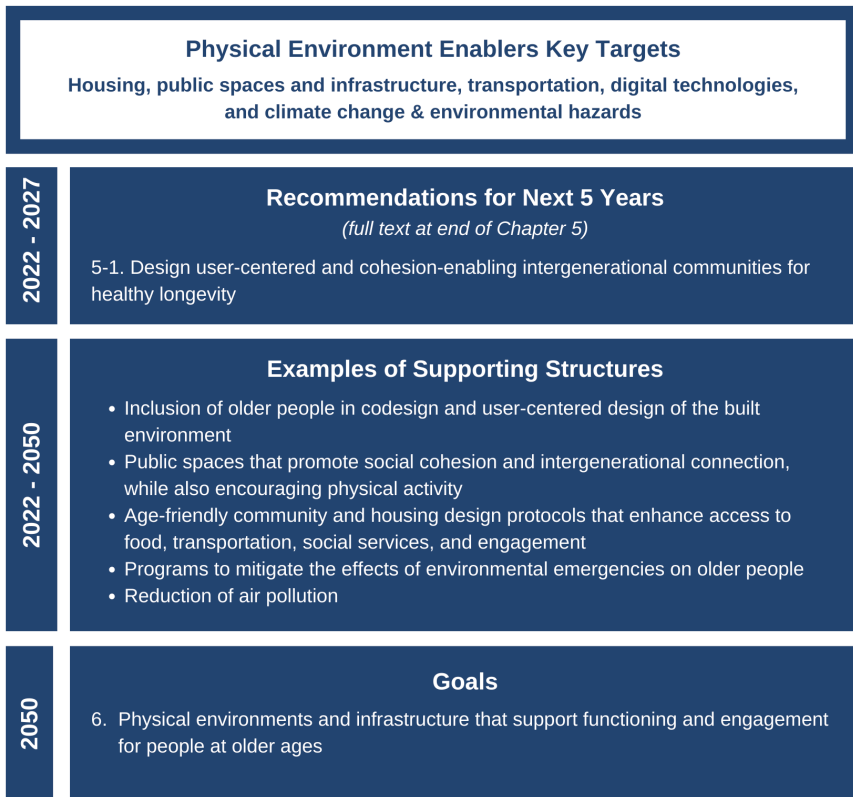 Physical Environment Enablers Key Targets
Housing, public spaces and infrastructure, transportation, digital technologies,
and climate change & environmental hazards
2022 - 2027
Recommendations for Next 5 Years
(full text at end of Chapter 5)
5-1. Design user-centered and cohesion-enabling intergenerational communities for
healthy longevity
2022 - 2050
Examples of Supporting Structures
• Inclusion of older people in codesign and user-centered design of the built
environment
• Public spaces that promote social cohesion and intergenerational connection,
while also encouraging physical activity
• Age-friendly community and housing design protocols that enhance access to
food, transportation, social services, and engagement
• Programs to mitigate the effects of environmental emergencies on older people
• Reduction of air pollution
2050
Goals
6. Physical environments and infrastructure that support functioning and engagement
for people at older ages